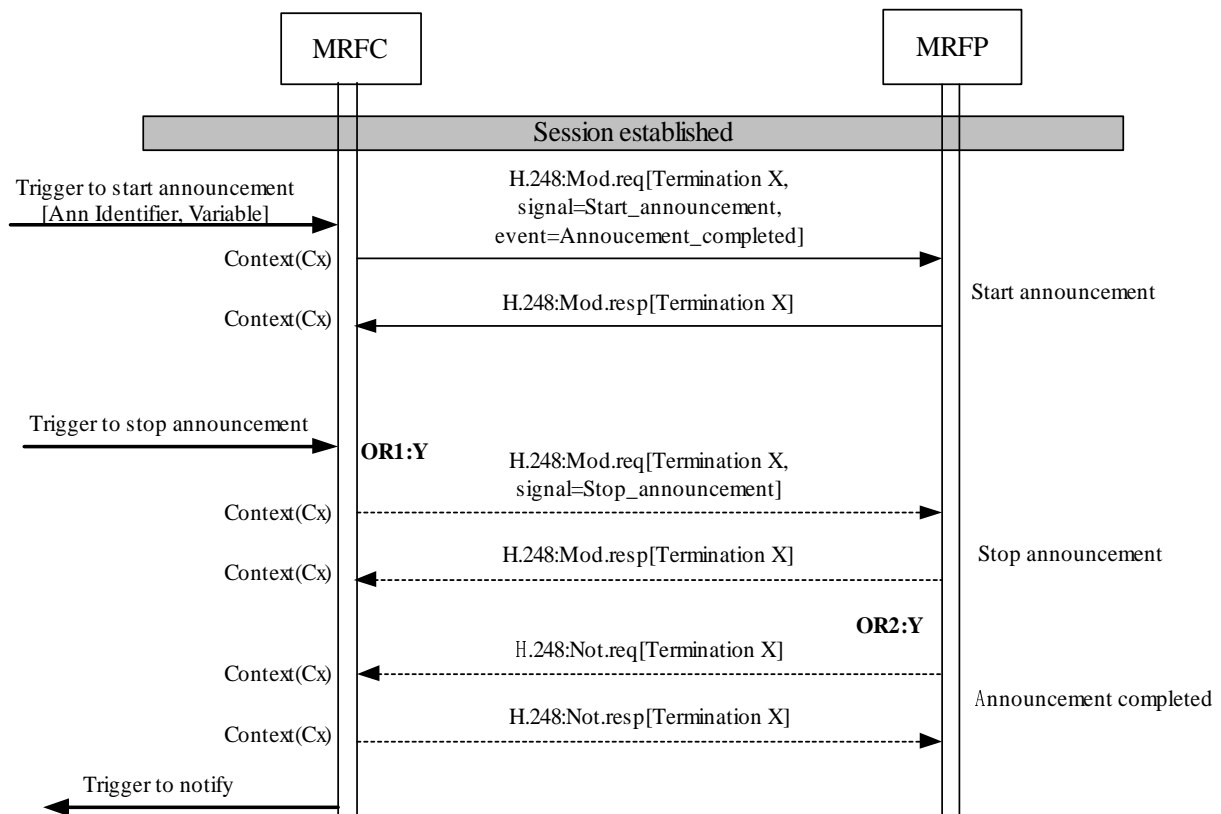 MRFC
MRFP
Session established
Trigger to start announcement
[Ann Identifier, Variable]
H.248:Mod.req[Termination X,
signal=Start_announcement,
event=Annoucement_completed]
Context(Cx)
Start announcement
H.248:Mod.resp[Termination X]
Context(Cx)
Trigger to stop announcement
OR1:Y
H.248:Mod.req[Termination X,
signal=Stop_announcement]
Context(Cx)
Stop announcement
H.248:Mod.resp[Termination X]
Context(Cx)
OR2:Y
H.248:Not.req[Termination X]
Context(Cx)
Announcement completed
H.248:Not.resp[Termination X]
Context(Cx)
Trigger to notify